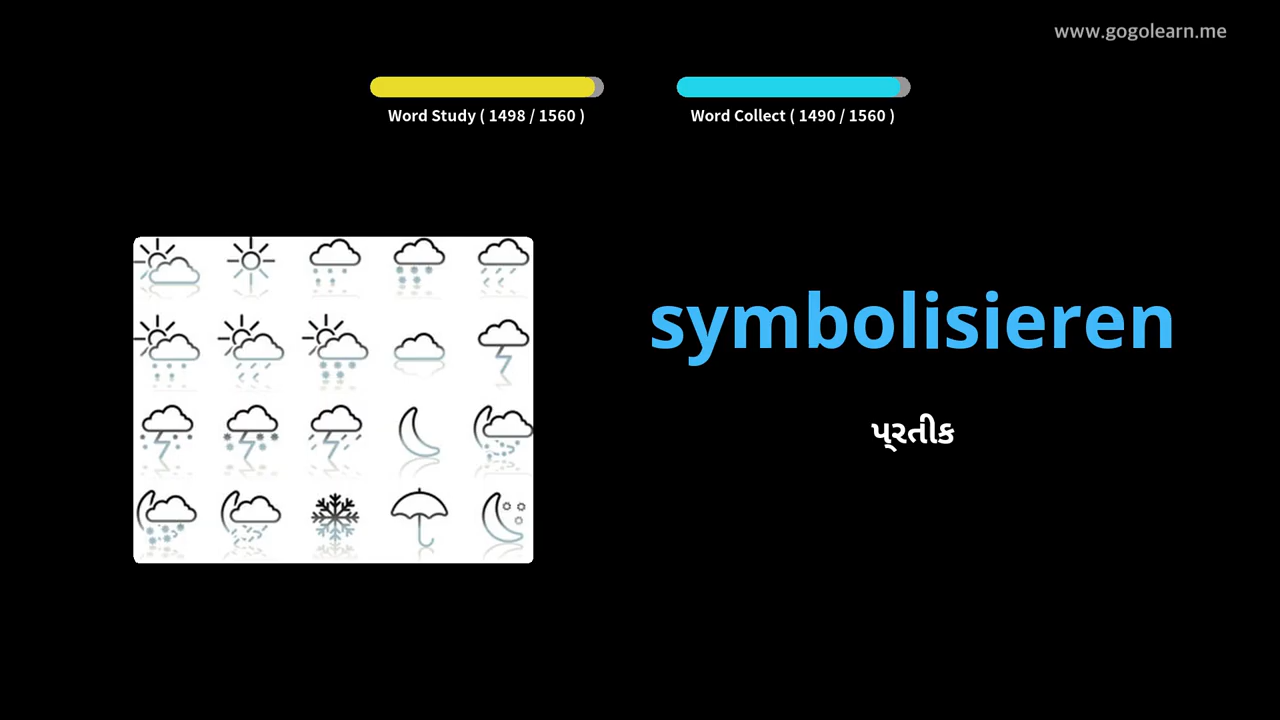 www.gogolearn.me
Word Study ( 1498 / 1560 )
Word Collect ( 1490 / 1560 )
symbolisieren
પ્રતીક